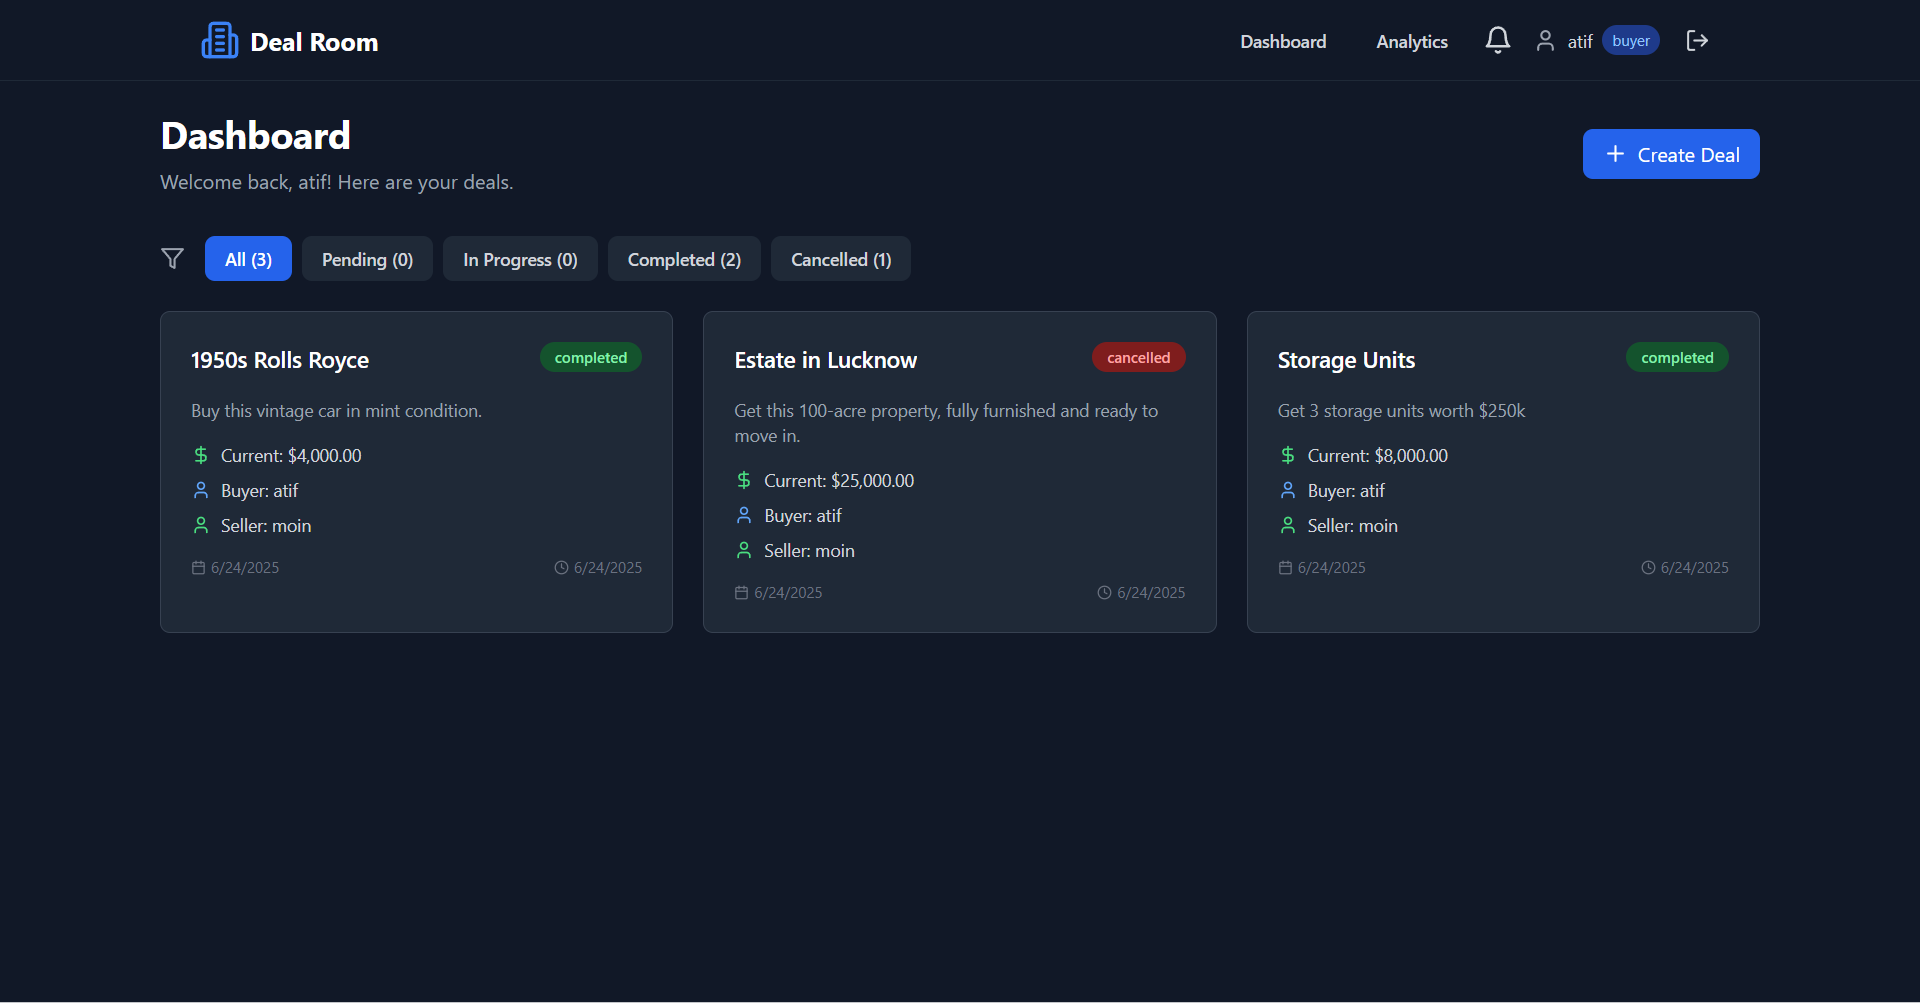 Deal Room
Dashboard
Analytics
atif
buyer
Dashboard
Welcome back, atif! Here are your deals.
Create Deal
All (3)
Pending (0)
In Progress (0)
Completed (2)
Cancelled (1)
1950s Rolls Royce
completed
Buy this vintage car in mint condition.
Current: $4,000.00
Buyer: atif
Seller: moin
6/24/2025
6/24/2025
Estate in Lucknow
cancelled
Get this 100-acre property, fully furnished and ready to
move in.
Current: $25,000.00
Buyer: atif
Seller: moin
6/24/2025
6/24/2025
Storage Units
completed
Get 3 storage units worth $250k
Current: $8,000.00
Buyer: atif
Seller: moin
6/24/2025
6/24/2025